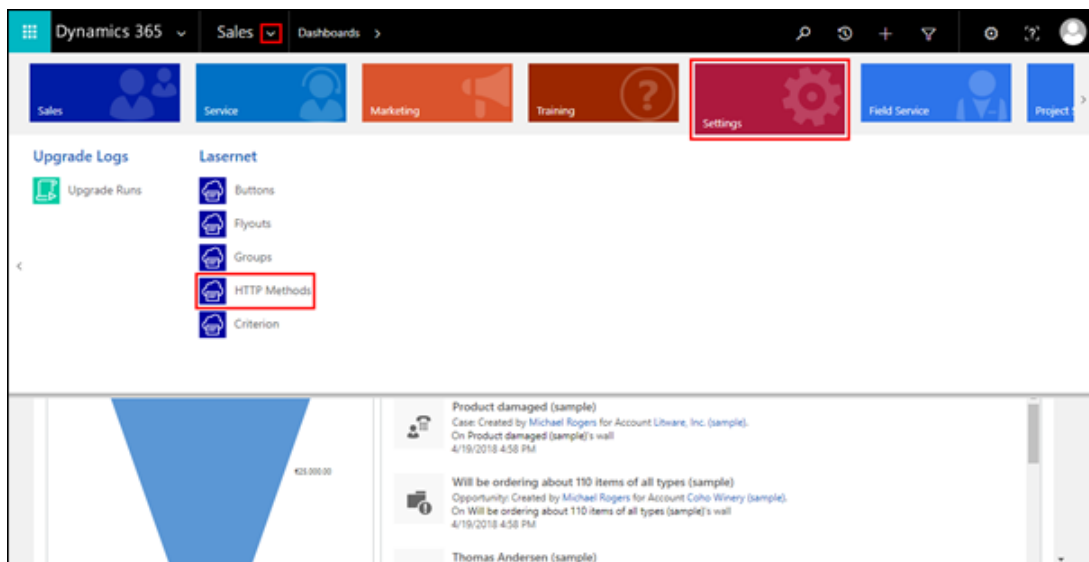 Dynamics 365 Sales Dashboards
Sales Service Marketing Training Settings Field Service Project
Upgrade Logs
Upgrade Runs
Lasernet
Buttons
Flyouts
Groups
HTTP Methods
Criterion
€25.000.00
Product damaged (sample)
Case: Created by Michael Rogers for Account Litware, Inc. (sample).
On Product damaged (sample)'s wall
4/19/2018 4:58 PM
Will be ordering about 110 items of all types (sample)
Opportunity: Created by Michael Rogers for Account Coho Winery (sample).
On Will be ordering about 110 items of all types (sample)'s wall
4/19/2018 4:58 PM
Thomas Andersen (sample)